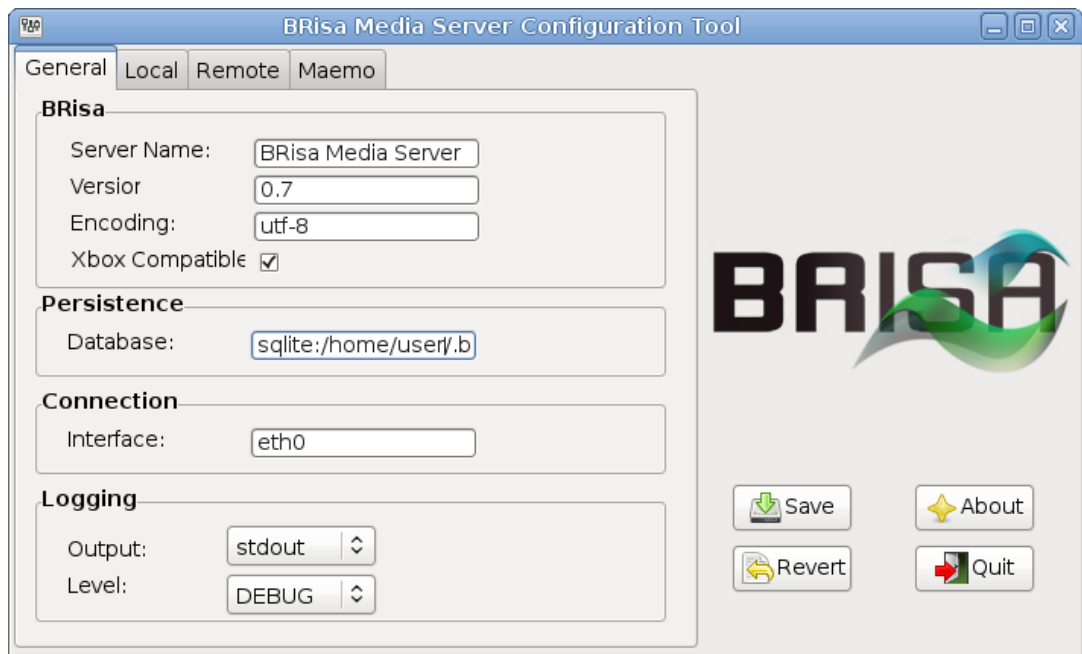 BRisa Media Server Configuration Tool
General Local Remote Maemo
BRisa
Server Name: BRisa Media Server
Versior 0.7
Encoding: utf-8
Xbox Compatible
Persistence
Database: sqlite:/home/user/.b
Connection
Interface: eth0
Logging
Output: stdout
Level: DEBUG
BRISA
Save About
Revert Quit